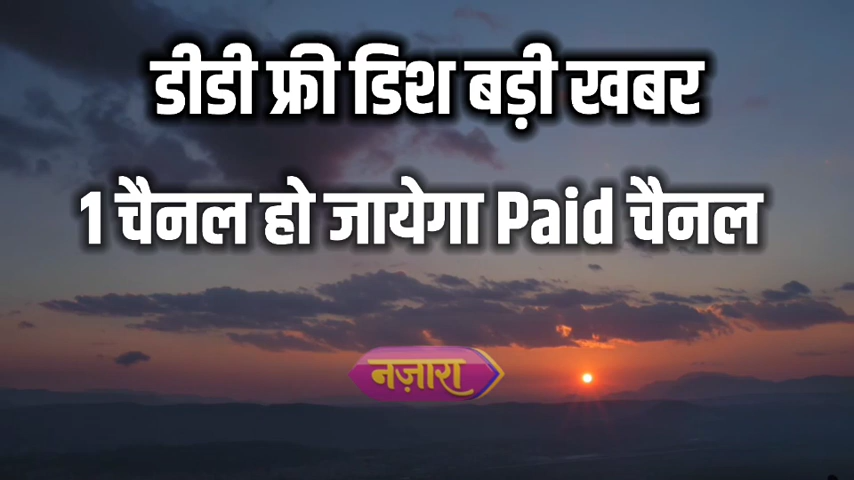 डीडी फ्री डिश बड़ी खबर
1 चैनल हो जायेगा Paid चैनल
नज़ारा